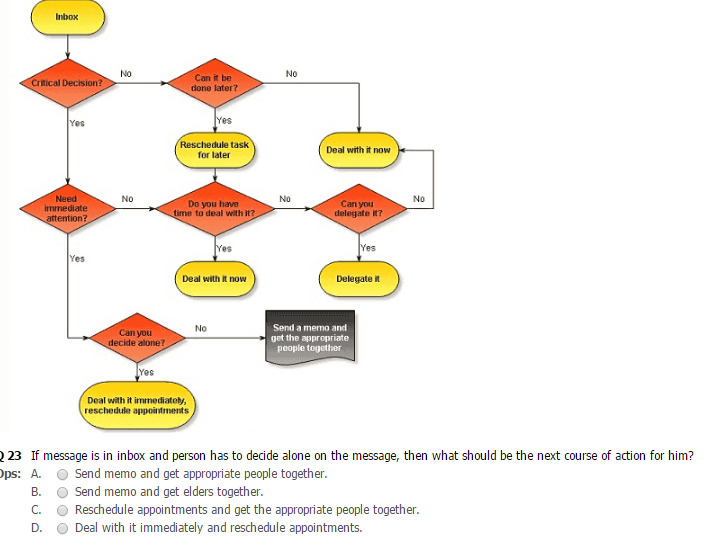 Inbox
Critical Decision?
No
Can it be
done later?
No
Yes
Yes
Reschedule task
for later
Deal with it now
Need
immediate
attention?
No
Do you have
time to deal with it?
No
Can you
delegate it?
No
Yes
Yes
Yes
Deal with it now
Delegate it
Can you
decide alone?
No
Send a memo and
get the appropriate
people together
Yes
Deal with it immediately,
reschedule appointments
Q 23 If message is in inbox and person has to decide alone on the message, then what should be the next course of action for him?
Ops: A. Send memo and get appropriate people together.
B. Send memo and get elders together.
C. Reschedule appointments and get the appropriate people together.
D. Deal with it immediately and reschedule appointments.